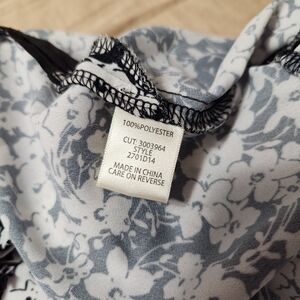 100%POLYESTER
CUT: 3003964
STYLE
2701D14
MADE IN CHINA
CARE ON REVERSE